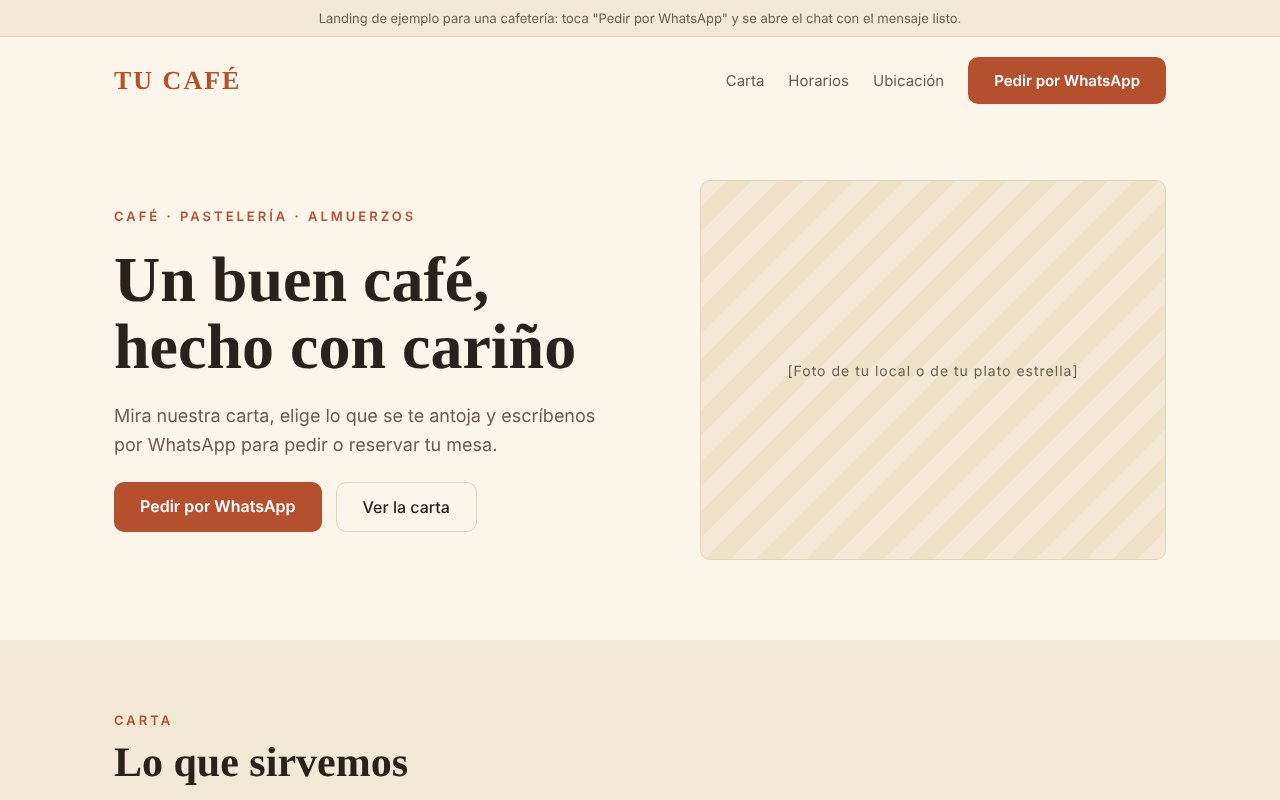 Landing de ejemplo para una cafetería: toca "Pedir por WhatsApp" y se abre el chat con el mensaje listo.
TU CAFÉ
Carta Horarios Ubicación Pedir por WhatsApp
CAFÉ · PASTELERÍA · ALMUERZOS
Un buen café,
hecho con cariño
Mira nuestra carta, elige lo que se te antoja y escríbenos
por WhatsApp para pedir o reservar tu mesa.
Pedir por WhatsApp Ver la carta
[Foto de tu local o de tu plato estrella]
CARTA
Lo que sirvemos